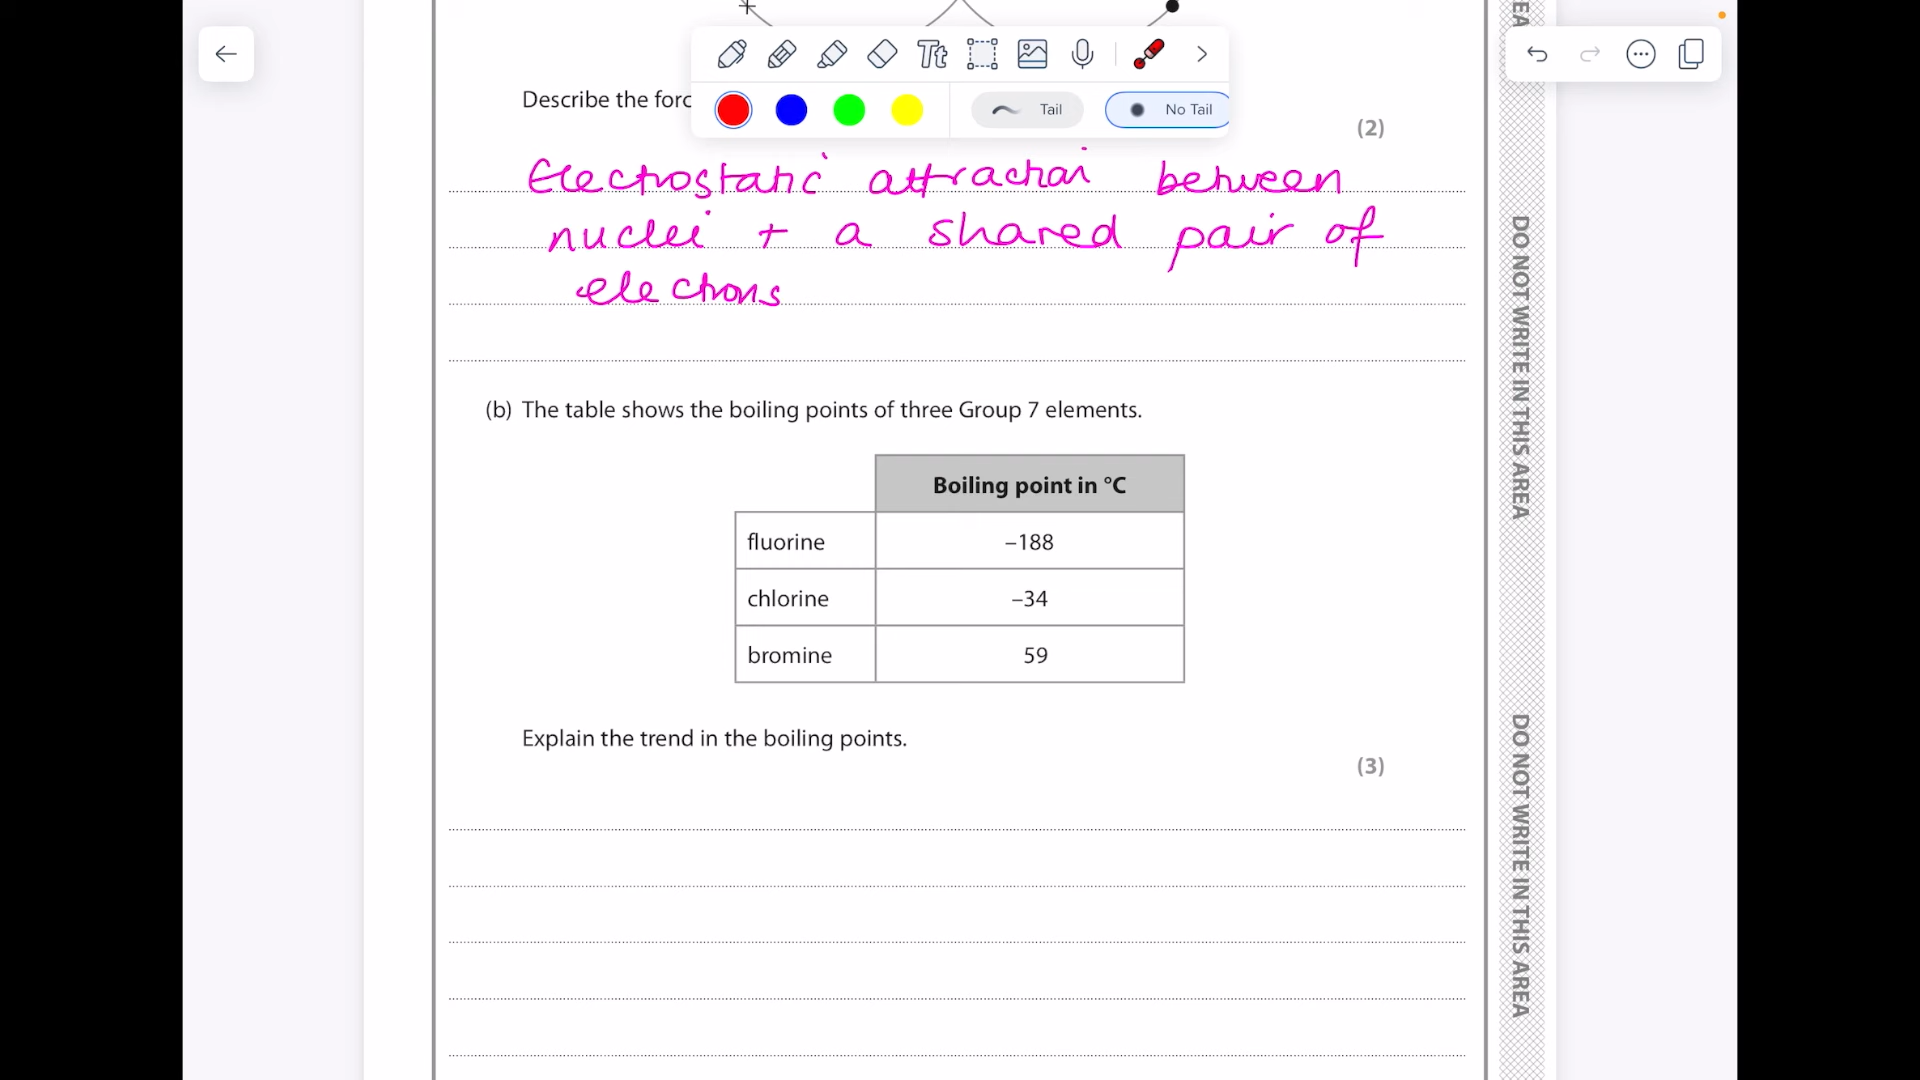 EA
Tt
Tail
No Tail
Describe the forc
(2)
Electrostatic attraction between
nuclei + a shared pair of
electrons
(b) The table shows the boiling points of three Group 7 elements.
Boiling point in °C
fluorine –188
chlorine –34
bromine 59
Explain the trend in the boiling points.
(3)
DO NOT WRITE IN THIS AREA
DO NOT WRITE IN THIS AREA